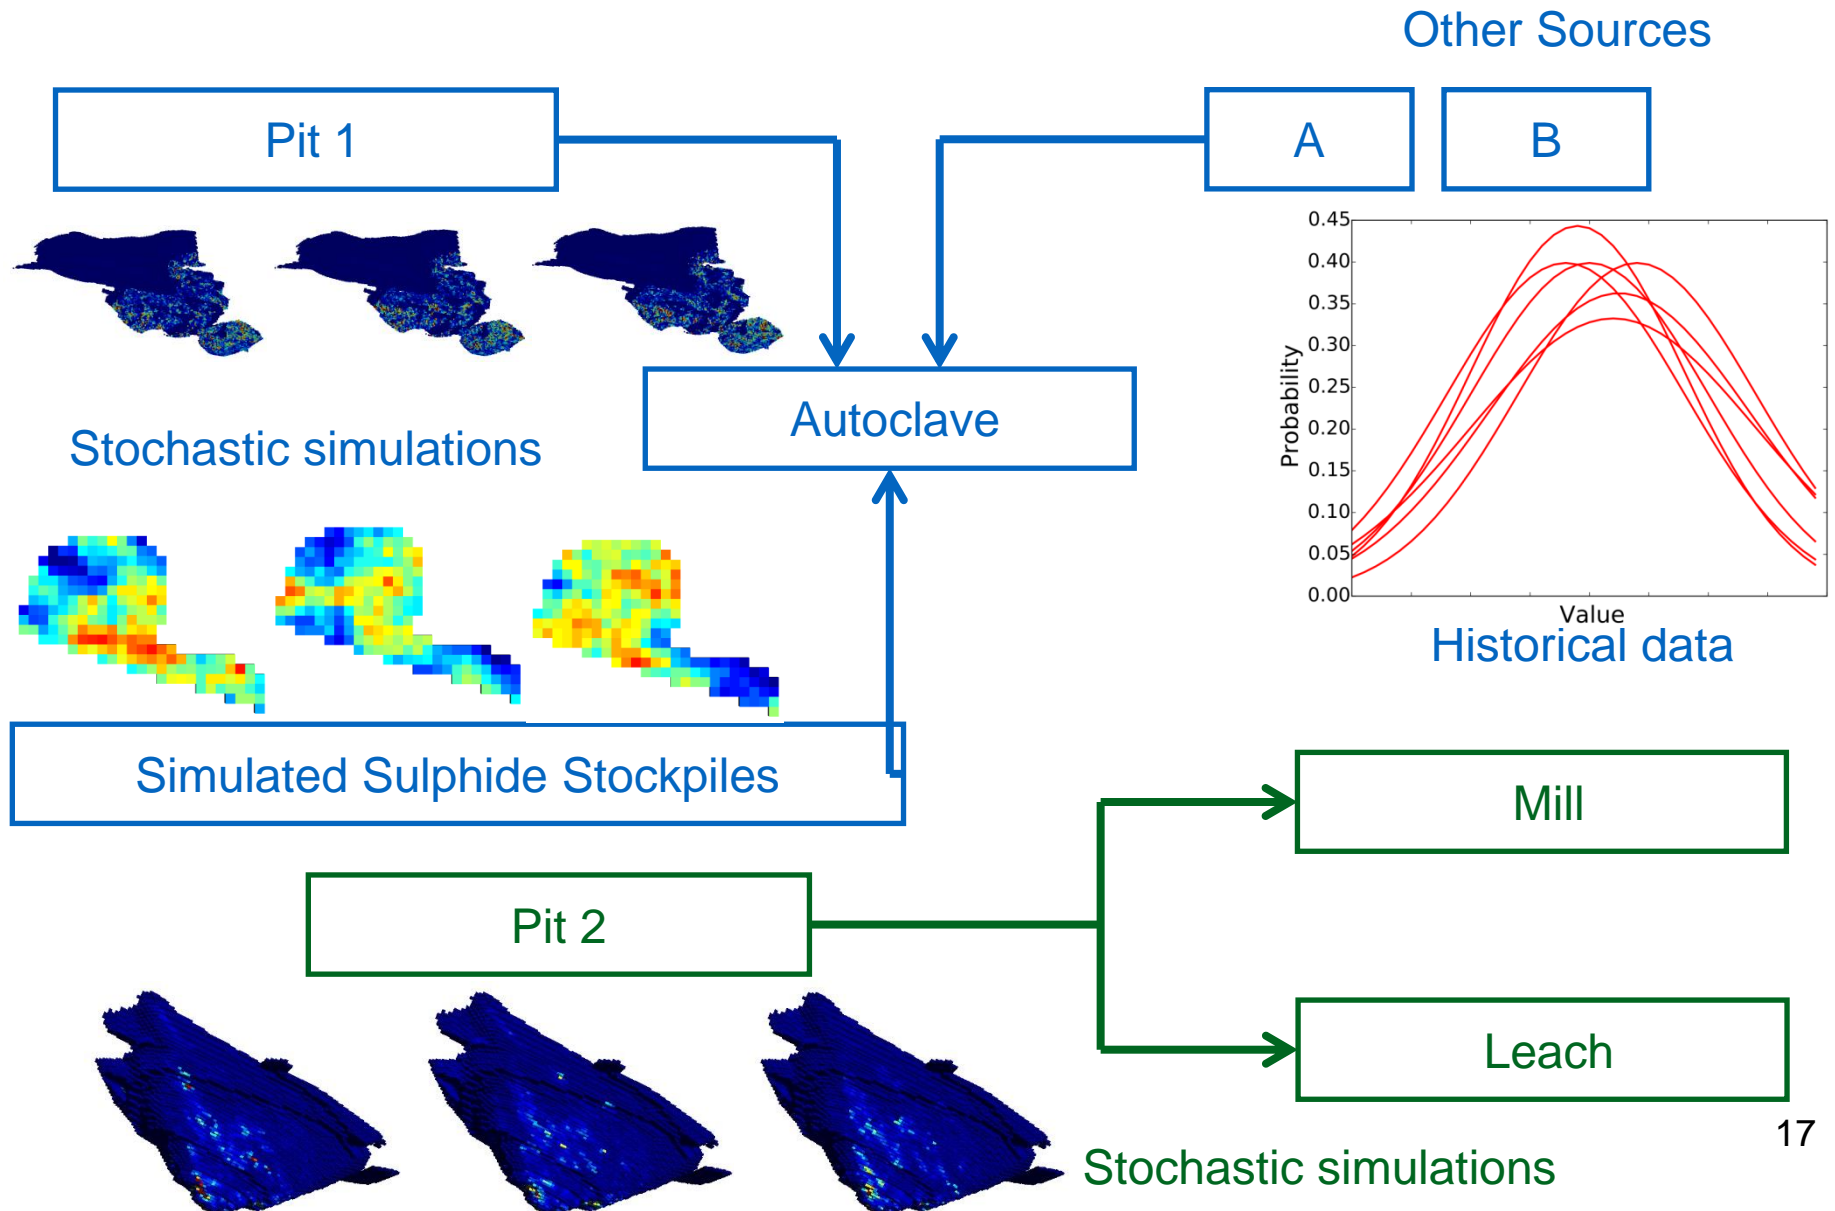 Other Sources
Pit 1
A
B
0.45
0.40
0.35
0.30
0.25
0.20
0.15
0.10
0.05
0.00
Probability
Value
Historical data
Autoclave
Stochastic simulations
Simulated Sulphide Stockpiles
Mill
Pit 2
Leach
Stochastic simulations
17